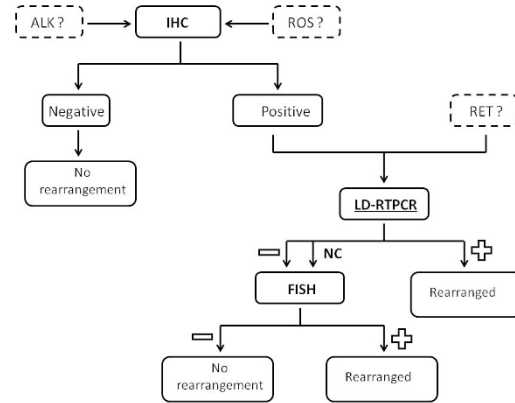 ALK ?
IHC
ROS ?
Negative
Positive
RET ?
No
rearrangement
LD-RTPCR
NC
FISH
Rearranged
No
rearrangement
Rearranged